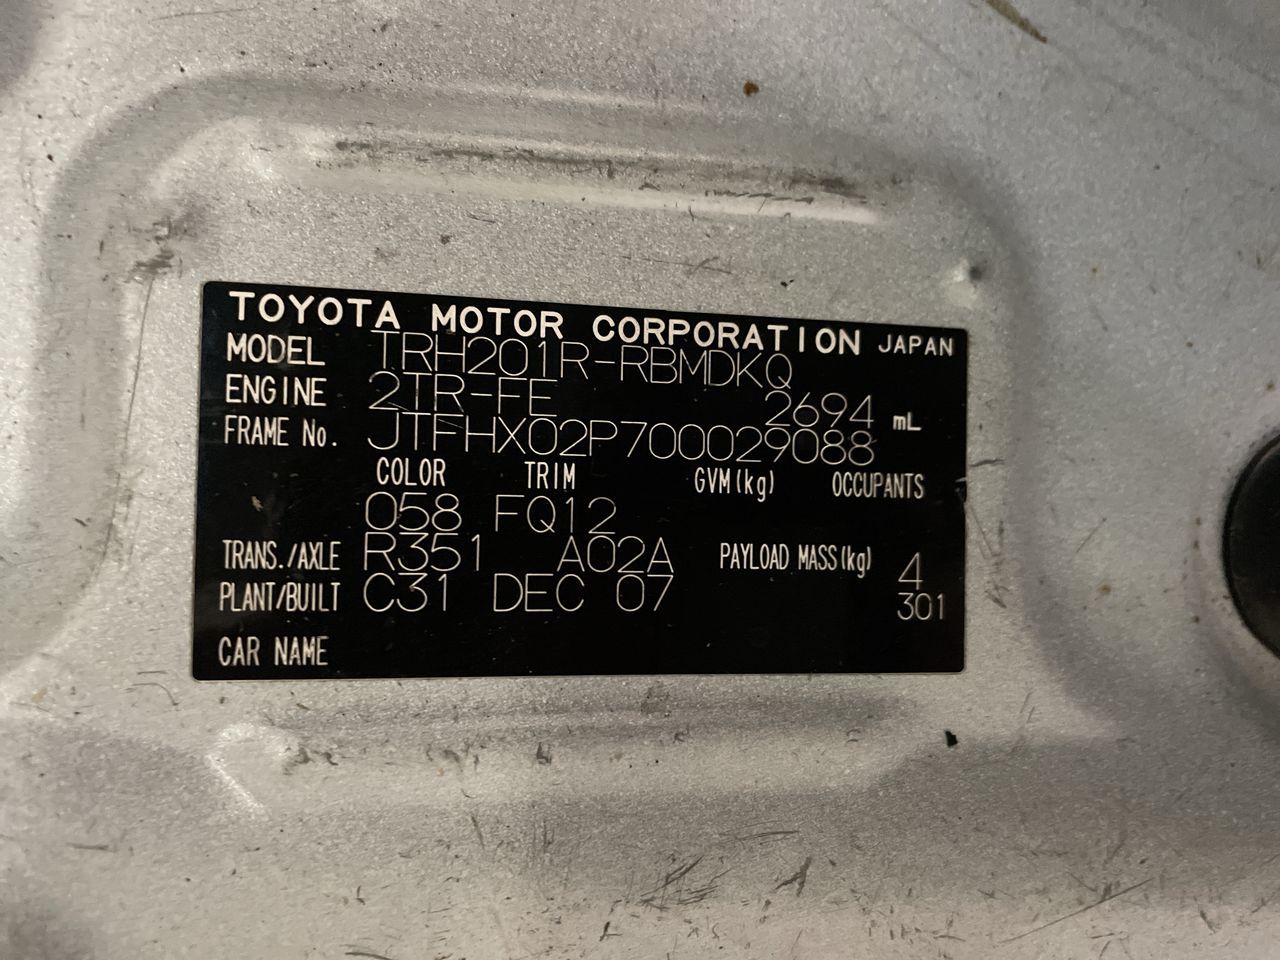 TOYOTA MOTOR CORPORATION JAPAN
MODEL TRH201R-RBMDKQ
ENGINE 2TR-FE 2694 mL
FRAME No. JTFHX02P700029088
COLOR TRIM GVM(kg) OCCUPANTS
058 FQ12
TRANS./AXLE R351 A02A PAYLOAD MASS(kg) 4
PLANT/BUILT C31 DEC 07 301
CAR NAME